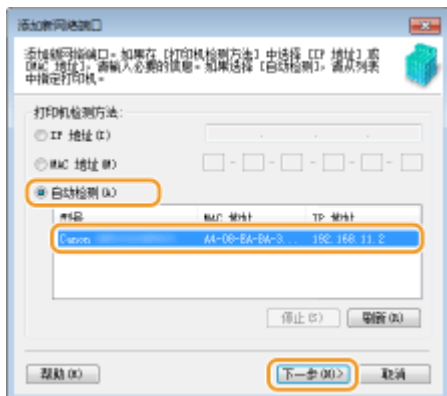 添加新网络端口
添加新网络端口。如果在 [打印机检测方法] 中选择 [IP 地址] 或
[MAC 地址]，请输入必要的信息。如果选择 [自动检测]，请从列表
中指定打印机。
打印机检测方法:
IP 地址(I)
MAC 地址(M)
自动检测(A)
型号 MAC 地址 IP 地址
Canon A4-08-BA-BA-3... 192.168.11.2
停止(S) 刷新(R)
帮助(H) 下一步(N)> 取消